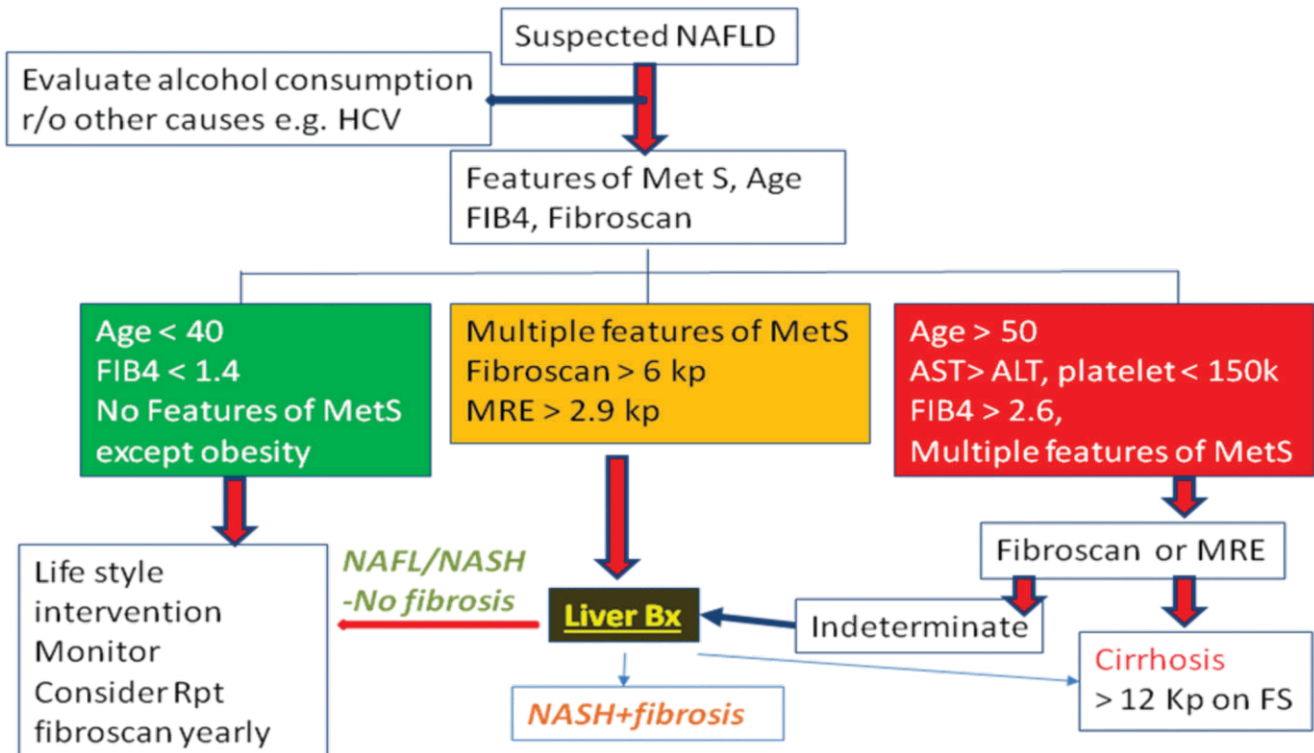 Suspected NAFLD
Evaluate alcohol consumption
r/o other causes e.g. HCV
Features of Met S, Age
FIB4, Fibroscan
Age < 40
FIB4 < 1.4
No Features of MetS
except obesity
Multiple features of MetS
Fibroscan > 6 kp
MRE > 2.9 kp
Age > 50
AST> ALT, platelet < 150k
FIB4 > 2.6,
Multiple features of MetS
Life style
intervention
Monitor
Consider Rpt
fibroscan yearly
NAFL/NASH
-No fibrosis
Liver Bx
Fibroscan or MRE
Indeterminate
NASH+fibrosis
Cirrhosis
> 12 Kp on FS